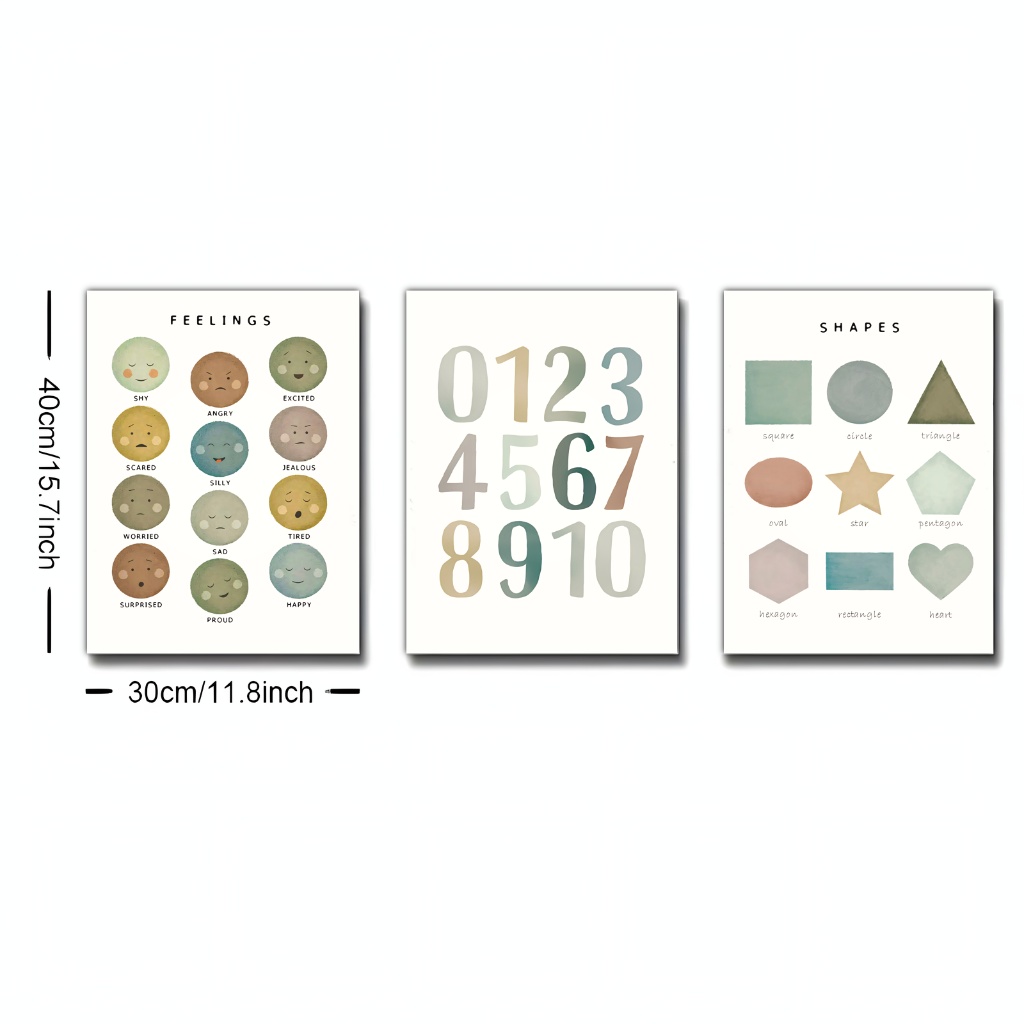 40cm/15.7inch
30cm/11.8inch
FEELINGS
SHY
ANGRY
EXCITED
SCARED
SILLY
JEALOUS
WORRIED
SAD
TIRED
SURPRISED
PROUD
HAPPY
0123
4567
8910
SHAPES
square circle triangle
oval star pentagon
hexagon rectangle heart